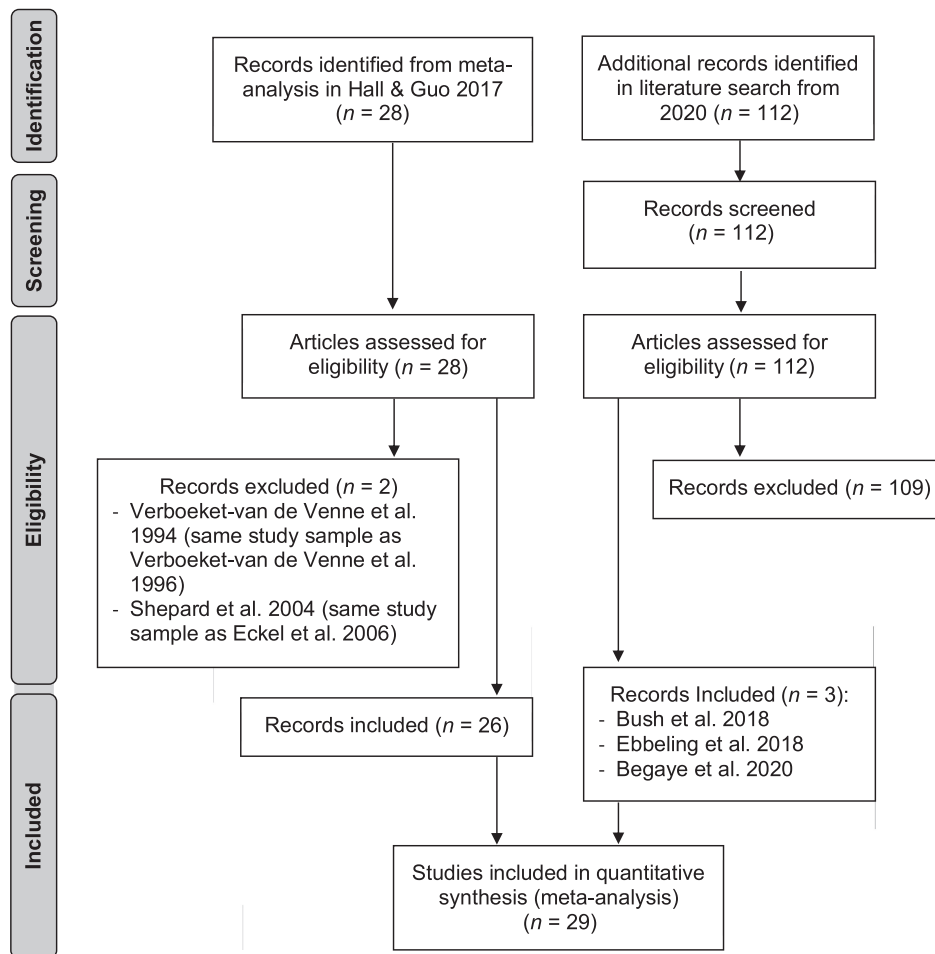 Identification
Records identified from meta-
analysis in Hall & Guo 2017
(n = 28)
Additional records identified
in literature search from
2020 (n = 112)
Screening
Records screened
(n = 112)
Eligibility
Articles assessed for
eligibility (n = 28)
Articles assessed for
eligibility (n = 112)
Records excluded (n = 2)
- Verboeket-van de Venne et al.
1994 (same study sample as
Verboeket-van de Venne et al.
1996)
- Shepard et al. 2004 (same study
sample as Eckel et al. 2006)
Records excluded (n = 109)
Included
Records included (n = 26)
Records Included (n = 3):
- Bush et al. 2018
- Ebbeling et al. 2018
- Begaye et al. 2020
Studies included in quantitative
synthesis (meta-analysis)
(n = 29)